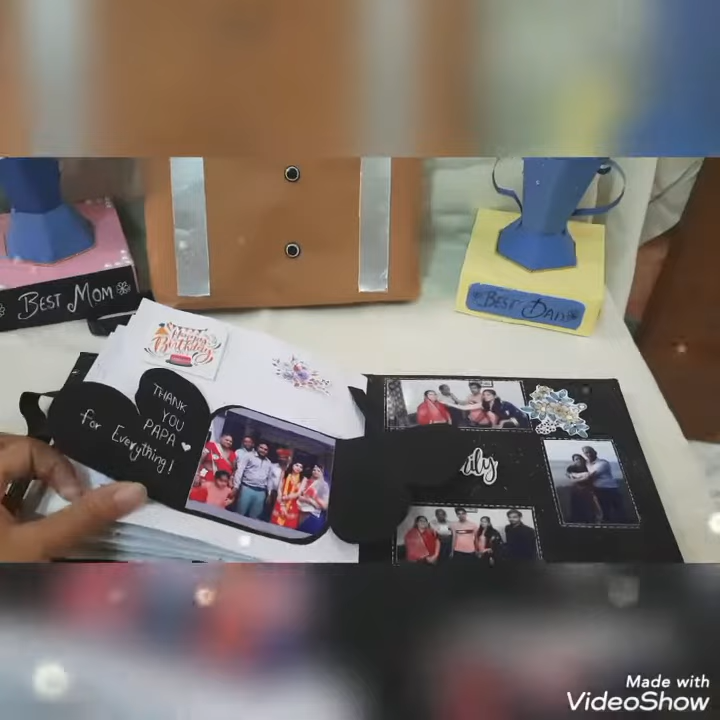 BEST MOM
BEST DAD
Happy
Birthday
THANK
YOU
PAPA
for Everything!
ily
Made with
VideoShow